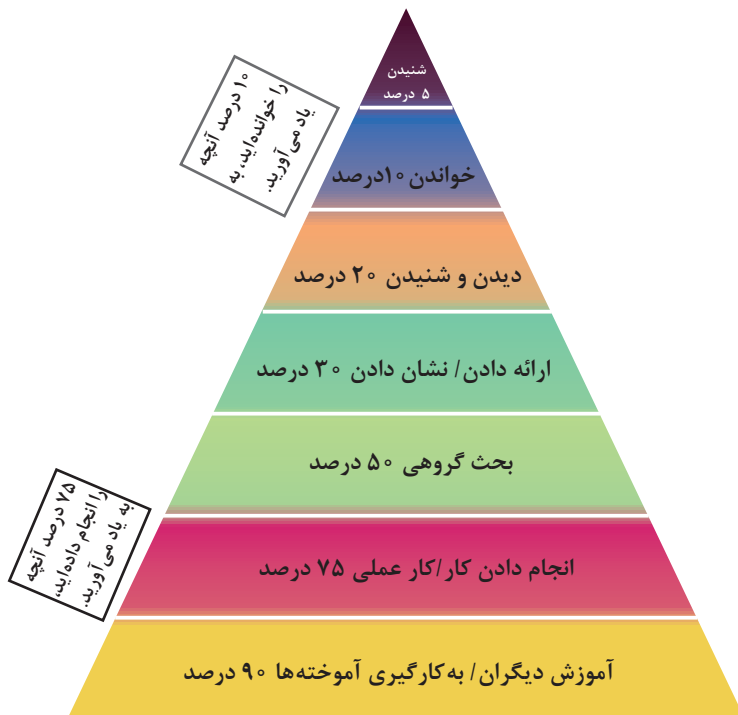 شنیدن
۵ درصد
۱۰ درصد آنچه
را خوانده‌اید، به
یاد می‌آورید.
خواندن ۱۰درصد
دیدن و شنیدن ۲۰ درصد
ارائه دادن/ نشان دادن ۳۰ درصد
بحث گروهی ۵۰ درصد
۷۵ درصد آنچه
را انجام داده‌اید،
به یاد می‌آورید.
انجام دادن کار/کار عملی ۷۵ درصد
آموزش دیگران/ به‌کارگیری آموخته‌ها ۹۰ درصد